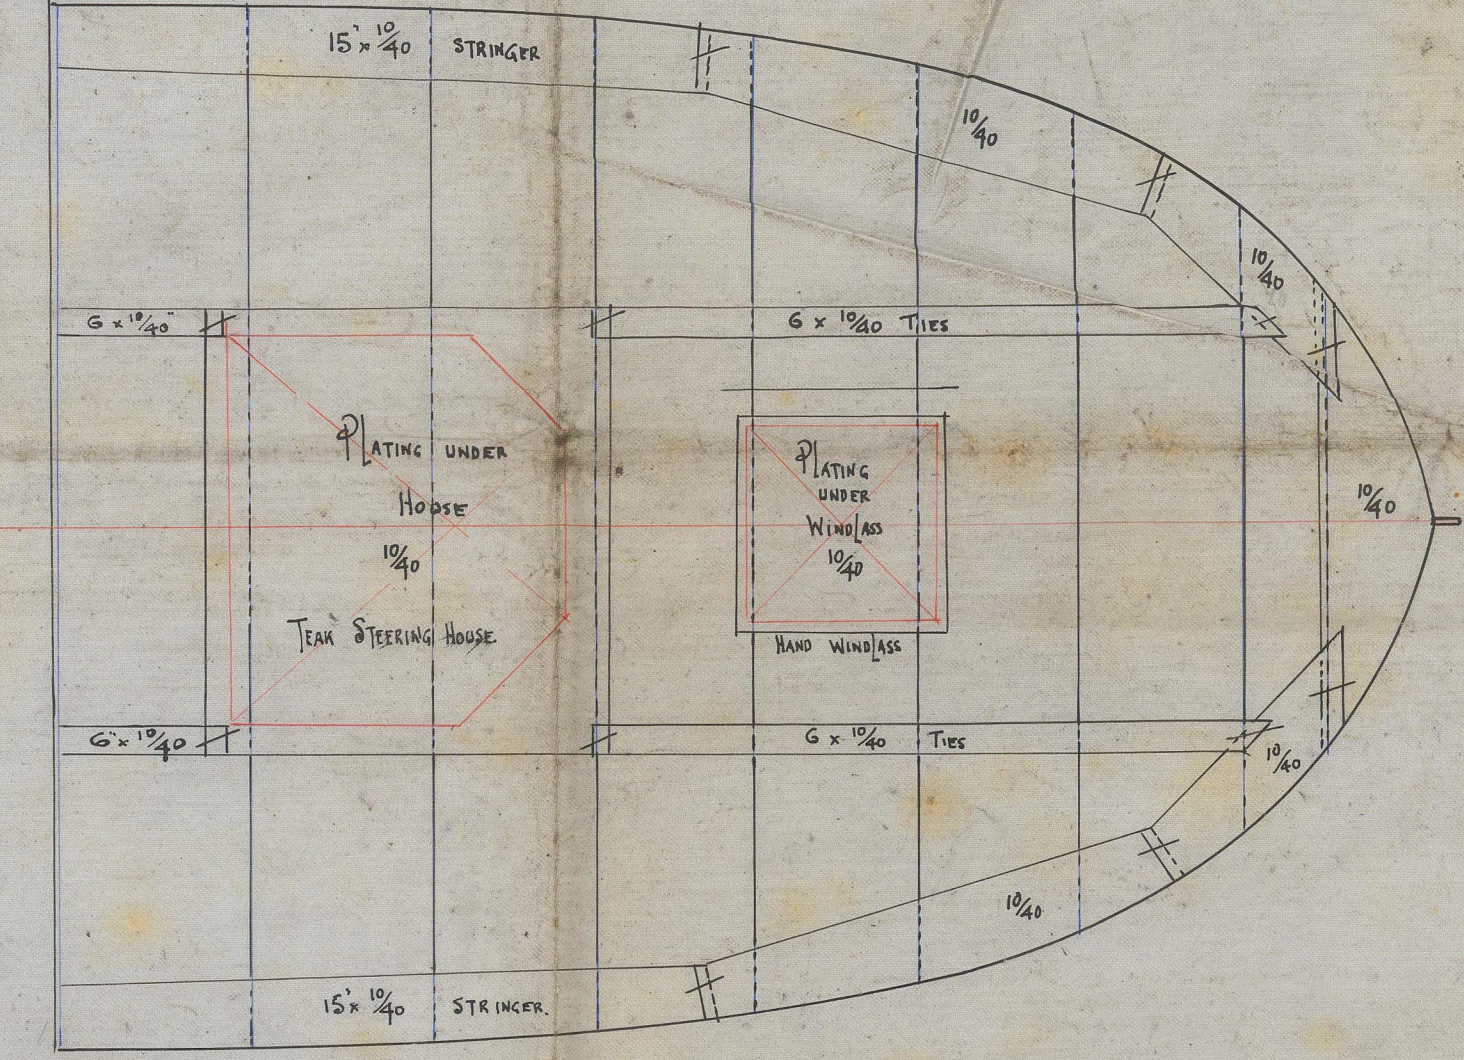 15" x 10/40 STRINGER
10/40
10/40
6 x 10/40"
6 x 10/40 TIES
PLATING UNDER
HOUSE
10/40
TEAK STEERING HOUSE.
PLATING
UNDER
WINDLASS
10/40
HAND WINDLASS
10/40
6" x 10/40
6 x 10/40 TIES
10/40
10/40
15" x 10/40 STRINGER.